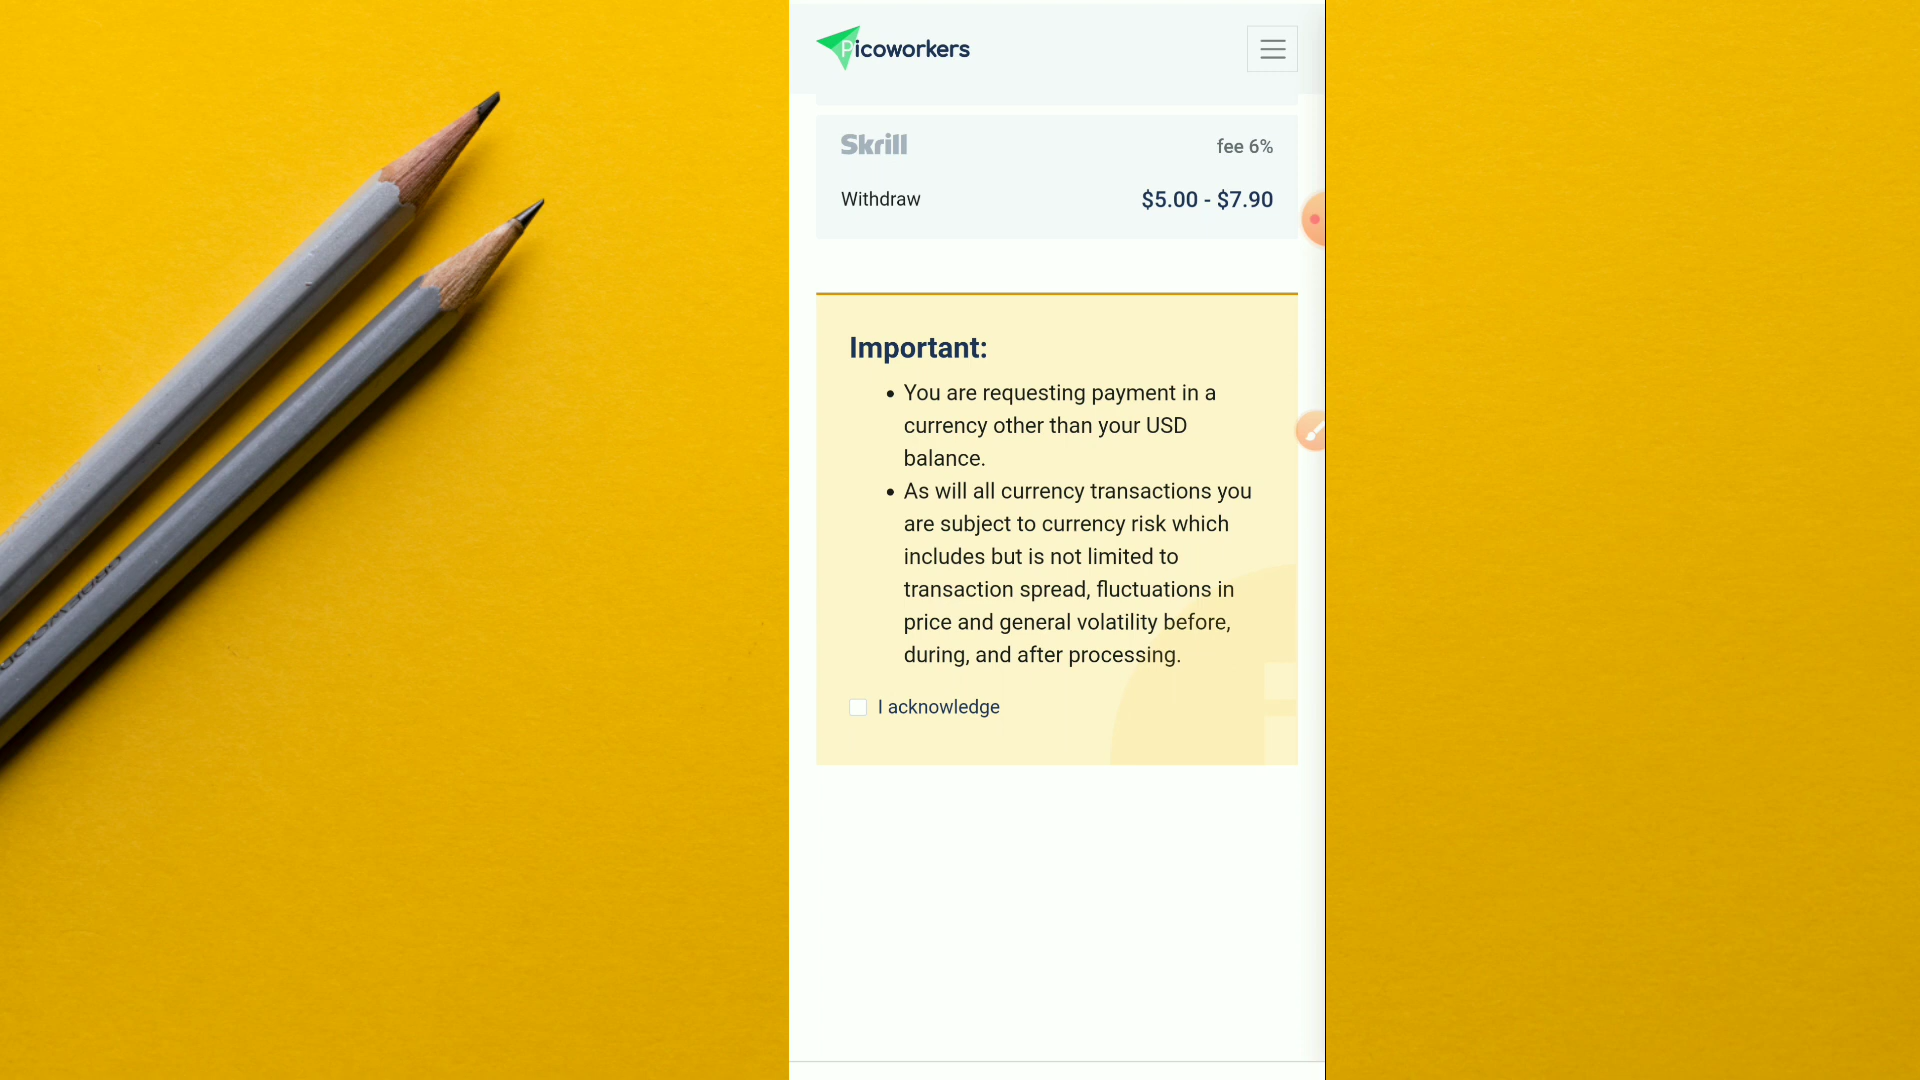 Picoworkers
Skrill
fee 6%
Withdraw
$5.00 - $7.90
Important:
• You are requesting payment in a
currency other than your USD
balance.
• As will all currency transactions you
are subject to currency risk which
includes but is not limited to
transaction spread, fluctuations in
price and general volatility before,
during, and after processing.
I acknowledge